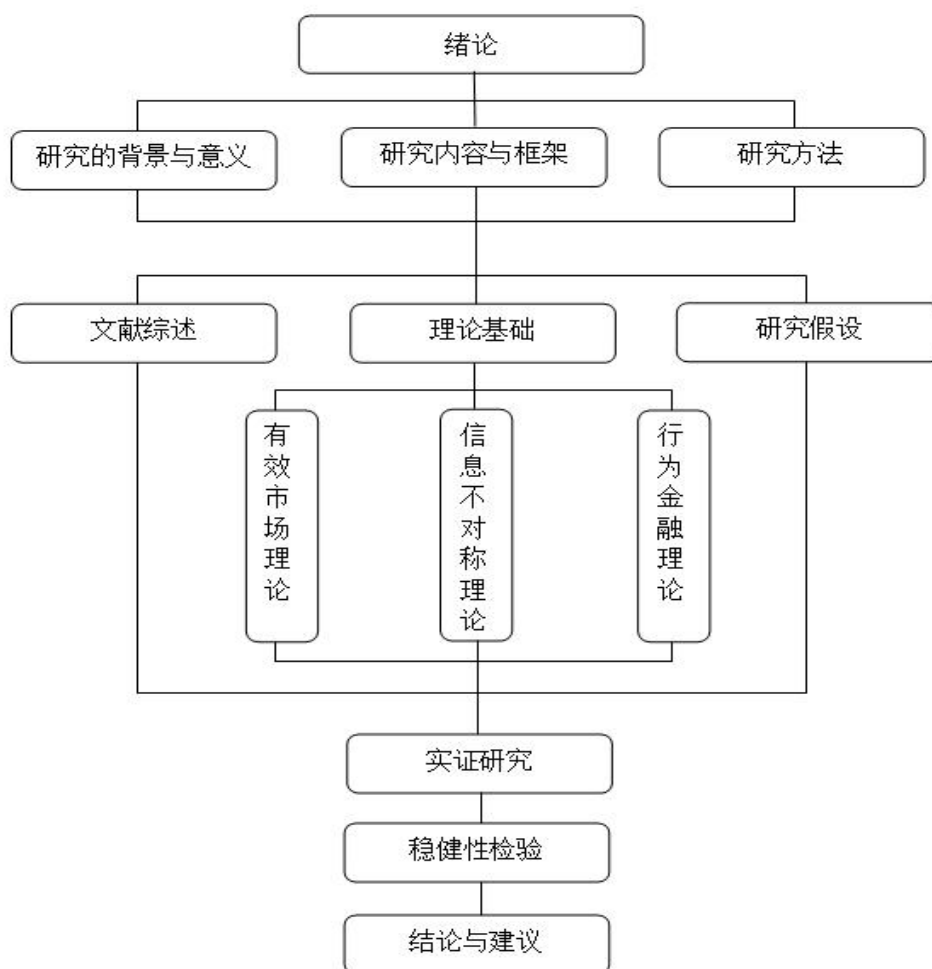 绪论
研究的背景与意义
研究内容与框架
研究方法
文献综述
理论基础
研究假设
有效市场理论
信息不对称理论
行为金融理论
实证研究
稳健性检验
结论与建议